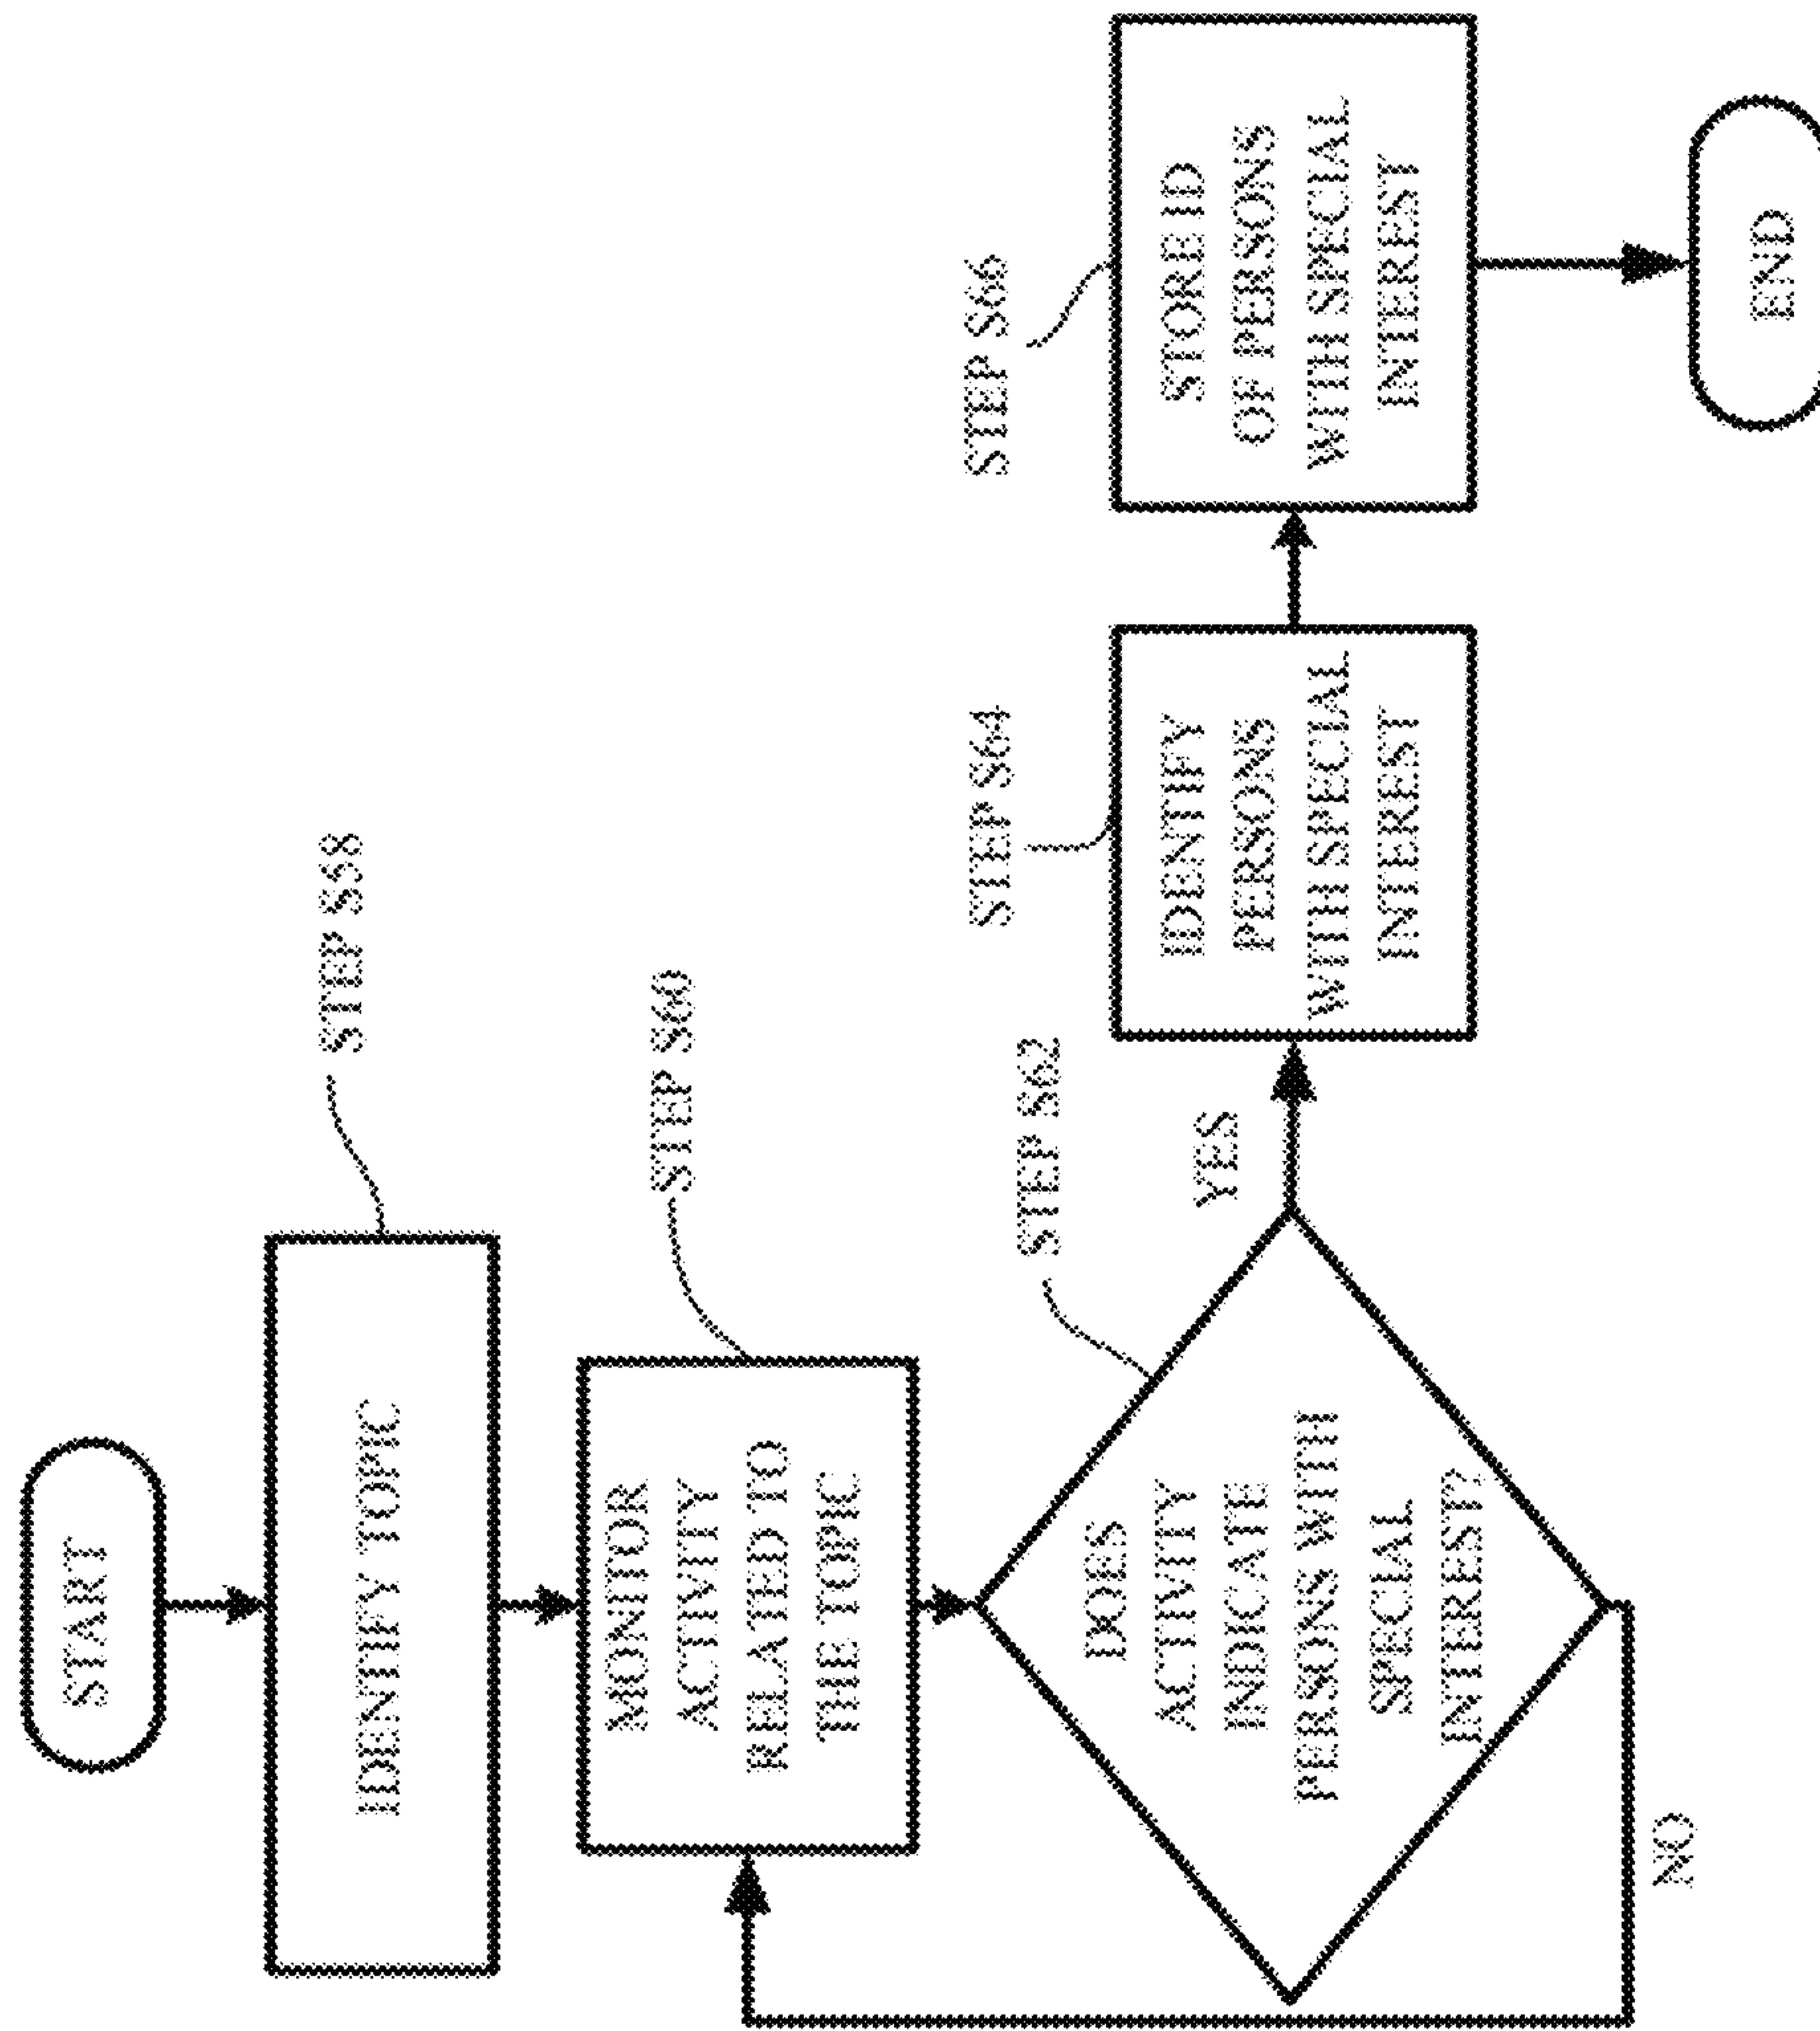 START
IDENTIFY TOPIC
STEP S58
MONITOR
ACTIVITY
RELATED TO
THE TOPIC
STEP S60
DOES
ACTIVITY
INDICATE
PERSONS WITH
SPECIAL
INTEREST?
STEP S62
NO
YES
IDENTIFY
PERSONS
WITH SPECIAL
INTEREST
STEP S64
STORE ID
OF PERSONS
WITH SPECIAL
INTEREST
STEP S66
END